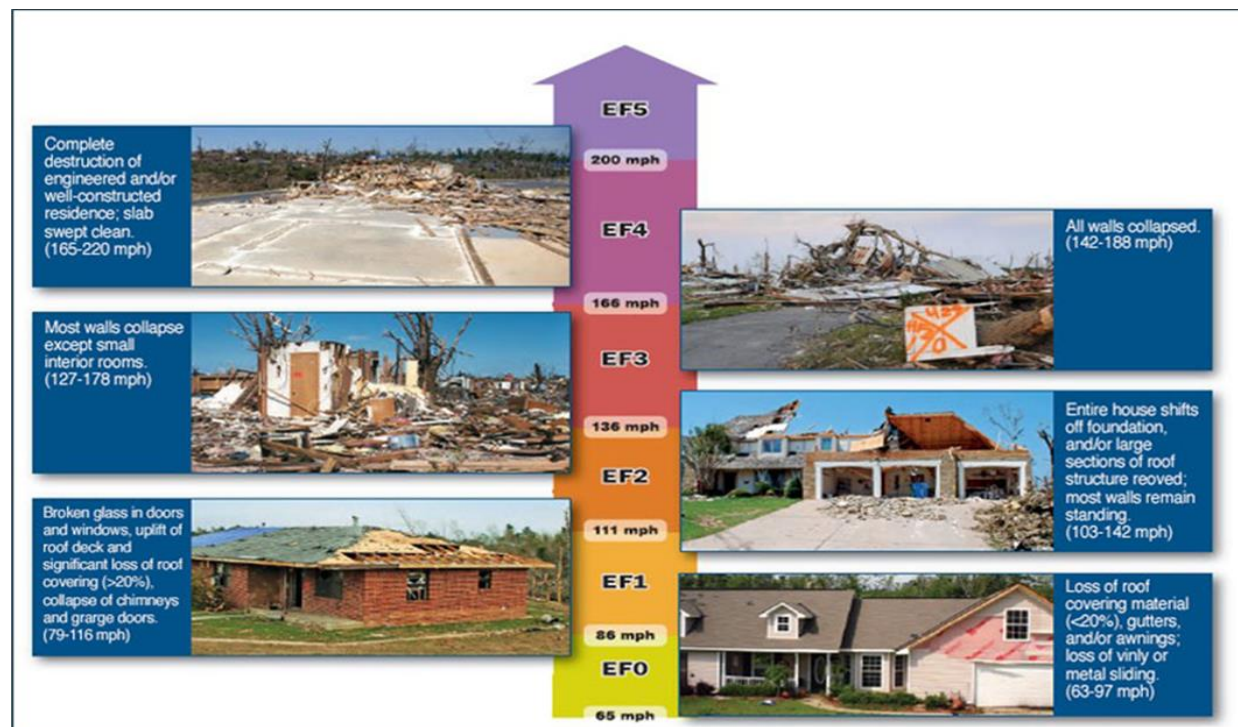 EF5
200 mph
EF4
166 mph
EF3
136 mph
EF2
111 mph
EF1
86 mph
EF0
65 mph
Complete
destruction of
engineered and/or
well-constructed
residence; slab
swept clean.
(165-220 mph)
Most walls collapse
except small
interior rooms.
(127-178 mph)
Broken glass in doors
and windows, uplift of
roof deck and
significant loss of roof
covering (>20%),
collapse of chimneys
and grarge doors.
(79-116 mph)
All walls collapsed.
(142-188 mph)
Entire house shifts
off foundation,
and/or large
sections of roof
structure reoved;
most walls remain
standing.
(103-142 mph)
Loss of roof
covering material
(<20%), gutters,
and/or awnings;
loss of vinly or
metal sliding.
(63-97 mph)